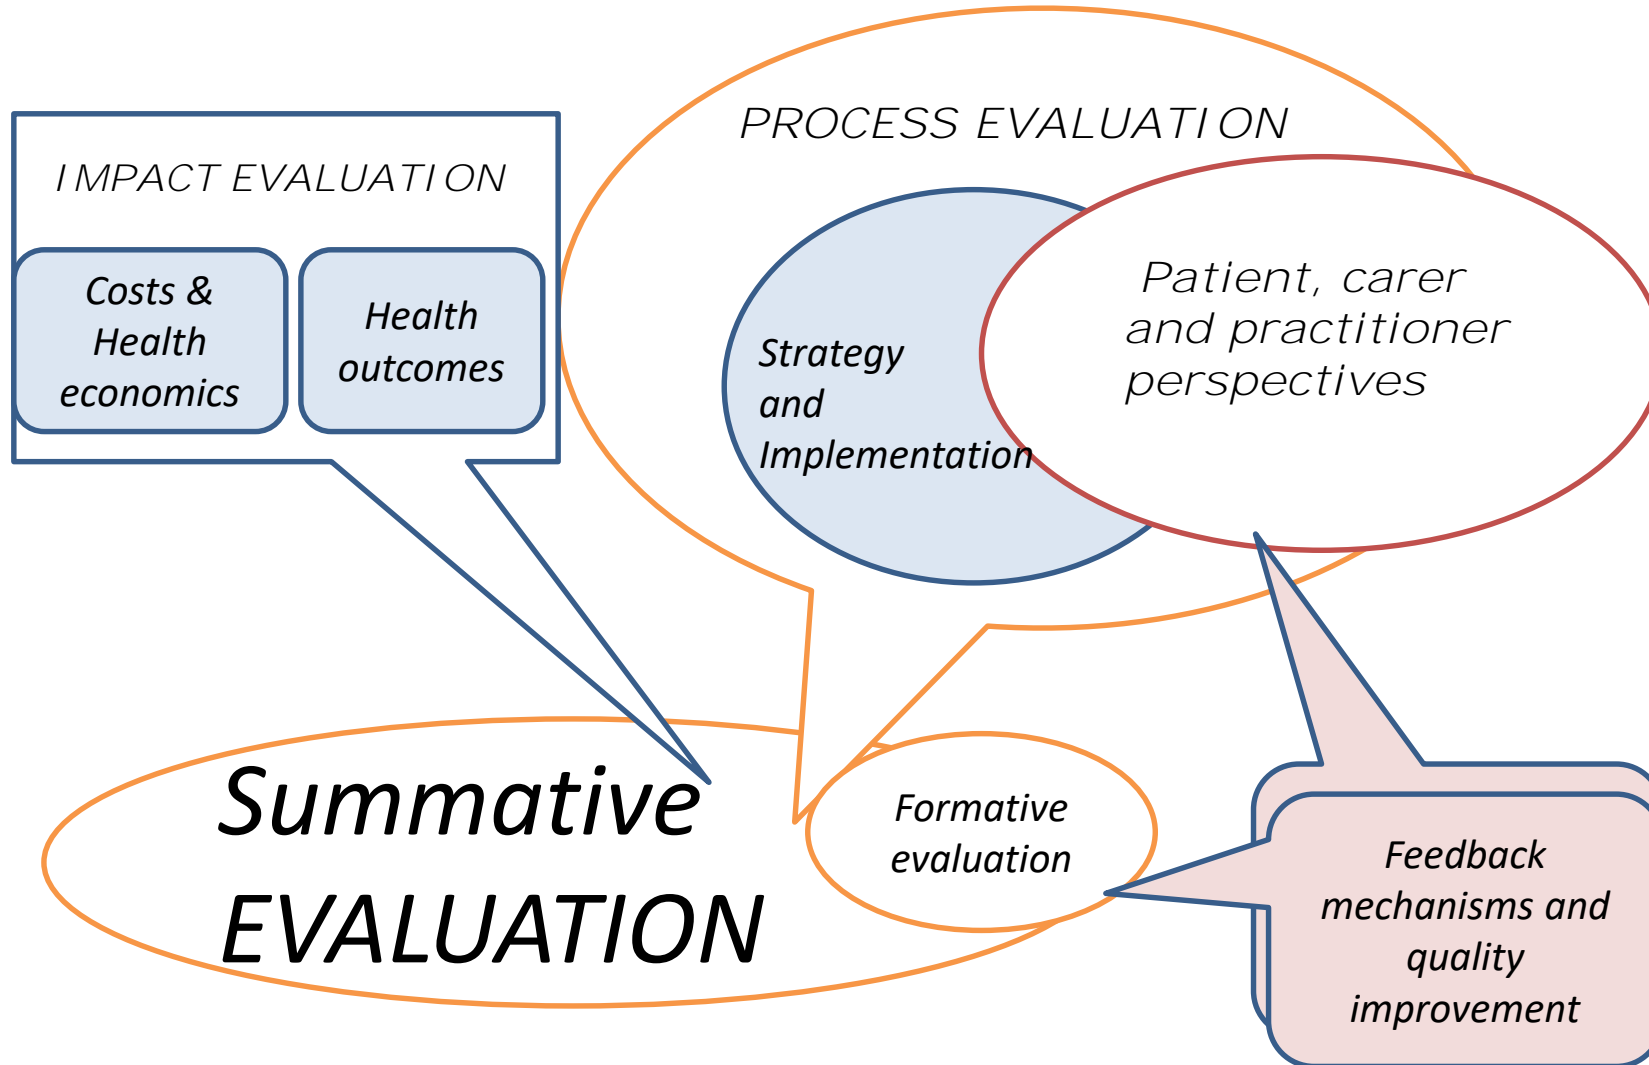 PROCESS EVALUATION
IMPACT EVALUATION
Costs &
Health
economics
Health
outcomes
Strategy
and
Implementation
Patient, carer
and practitioner
perspectives
Summative
EVALUATION
Formative
evaluation
Feedback
mechanisms and
quality
improvement